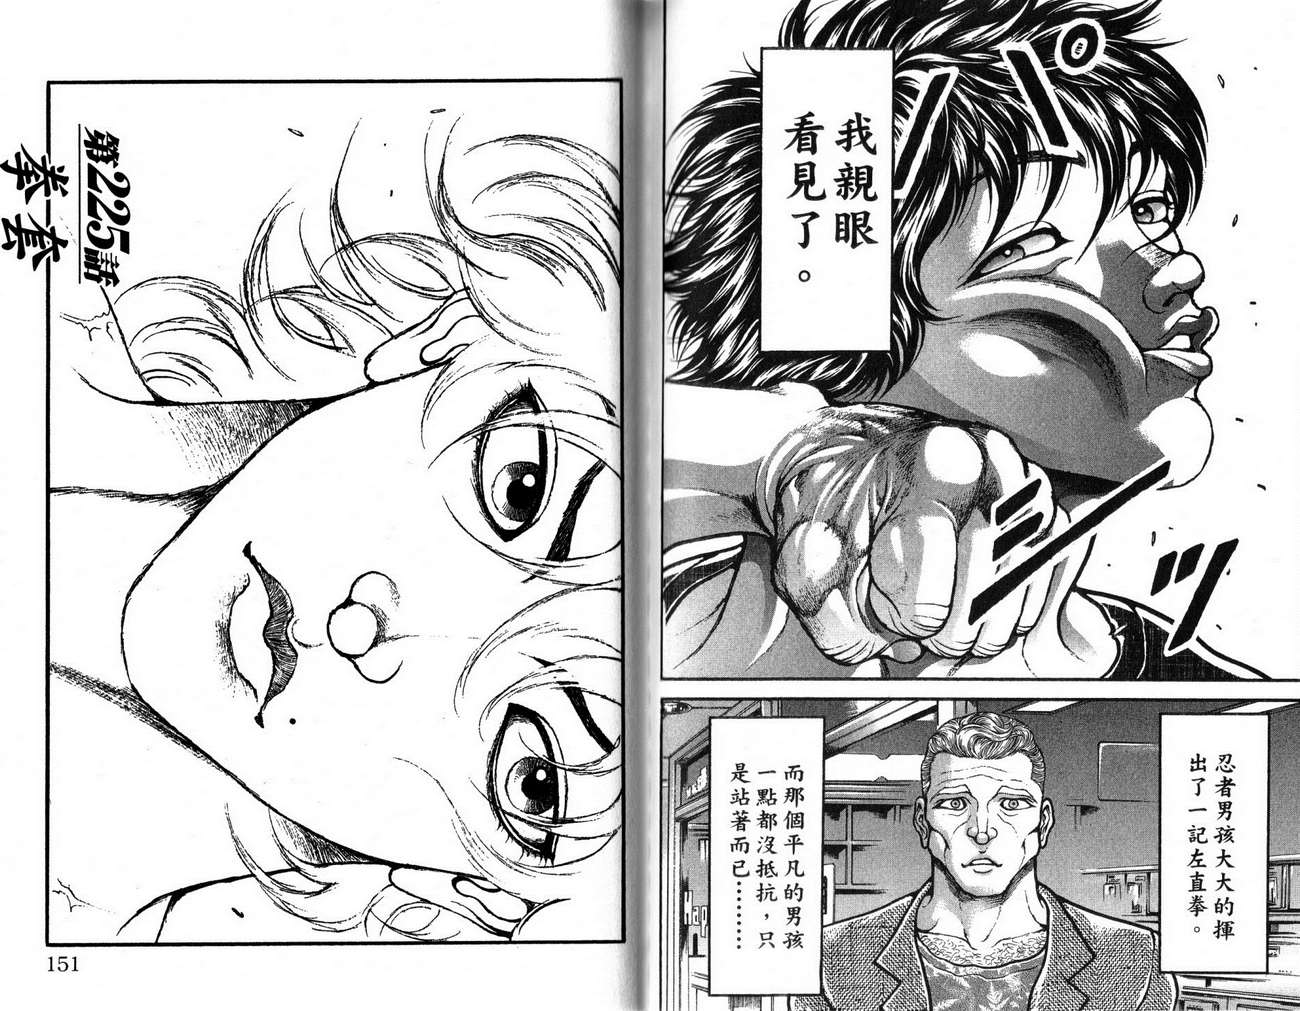 我親眼
看見了。
パシッ
忍者男孩大大的揮
出了一記左直拳。
而那個平凡的男孩
一點都沒抵抗，只
是站著而已………
第225話
拳套
151